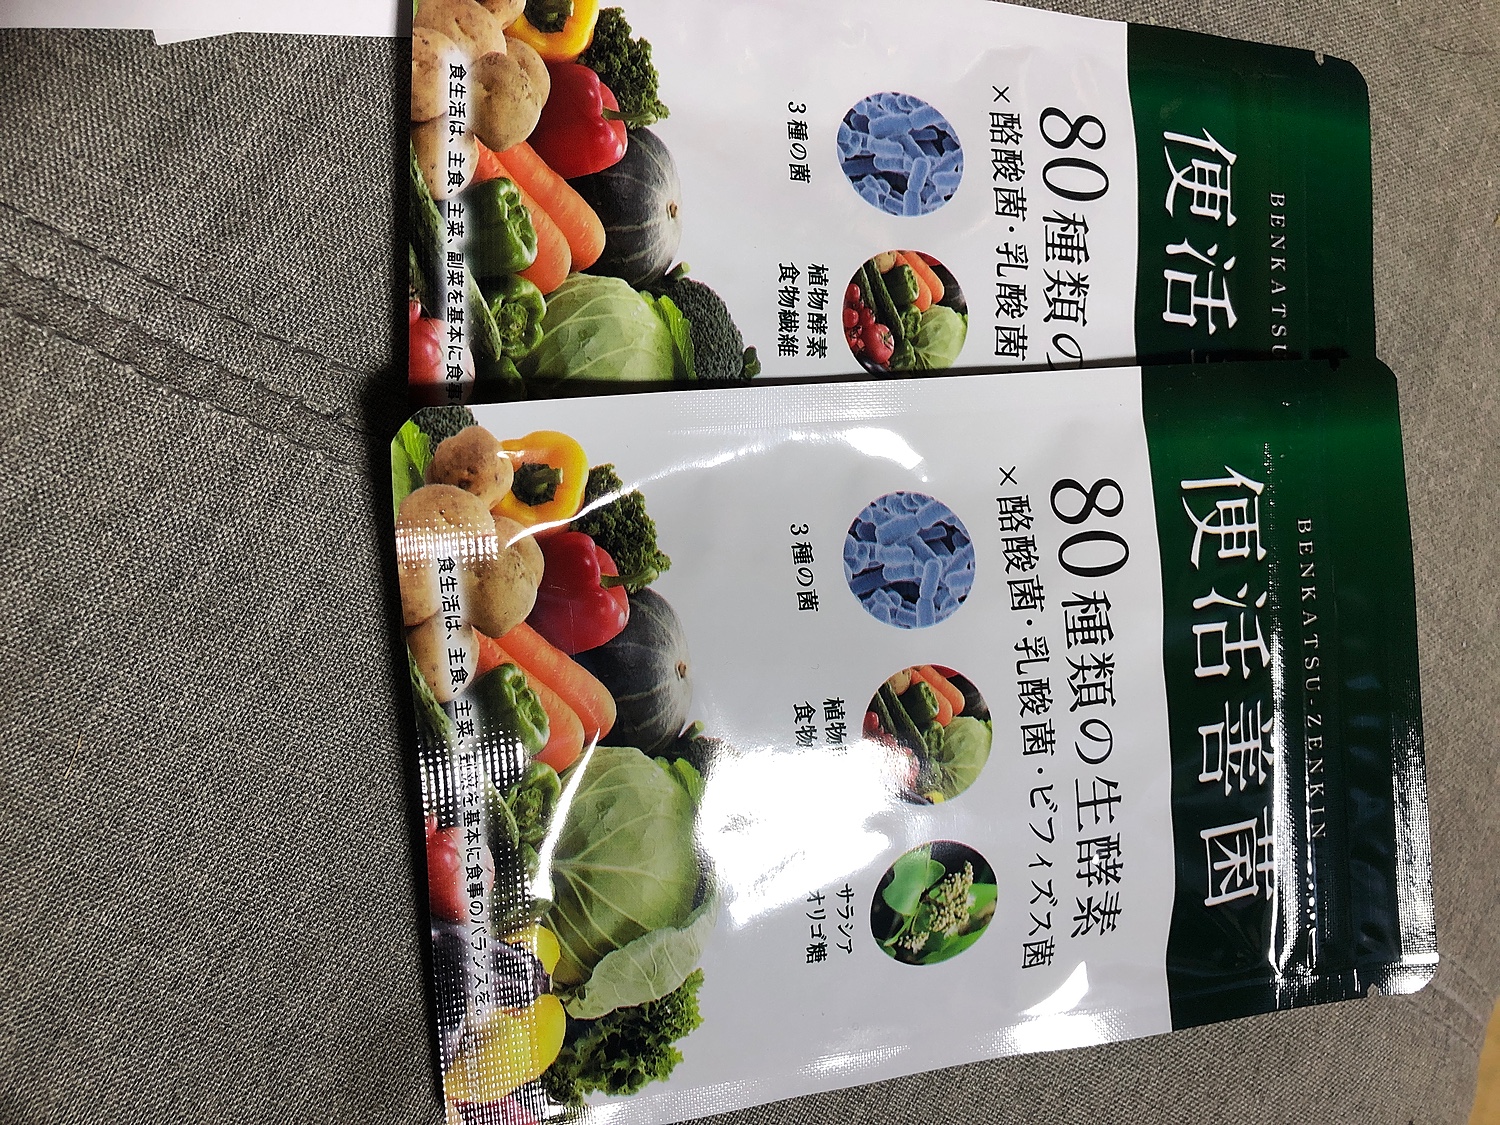 BENKATSU
便活
80種類の
×酪酸菌・乳酸菌
3種の菌
植物酵素
食物繊維
食生活は、主食、主菜、副菜を基本に食事
BENKATSU-ZENKIN
便活善菌
80種類の生酵素
×酪酸菌・乳酸菌・ビフィズス菌
3種の菌
植物
食物
サラシア
オリゴ糖
食生活は、主食、主菜、副菜を基本に食事のバランスを。